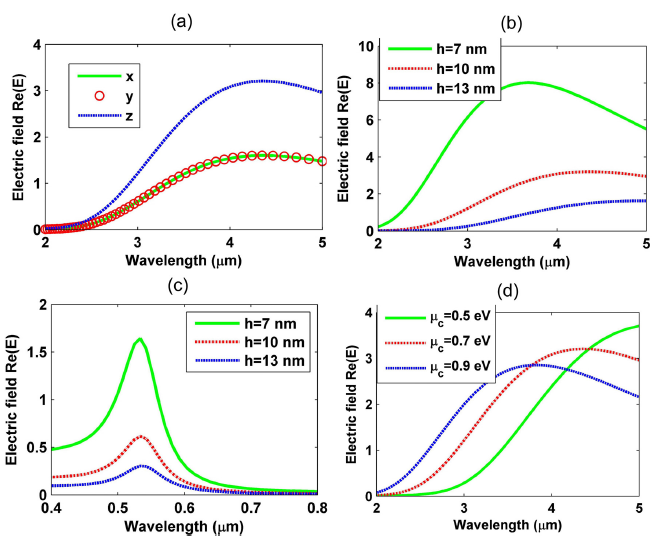 (a)
Electric field Re(E)
4
3
2
1
0
x
y
z
2
3
4
5
Wavelength (μm)
(b)
Electric field Re(E)
10
8
6
4
2
0
h=7 nm
h=10 nm
h=13 nm
2
3
4
5
Wavelength (μm)
(c)
Electric field Re(E)
2
1.5
1
0.5
0
h=7 nm
h=10 nm
h=13 nm
0.4
0.5
0.6
0.7
0.8
Wavelength (μm)
(d)
Electric field Re(E)
4
3
2
1
0
μc=0.5 eV
μc=0.7 eV
μc=0.9 eV
2
3
4
5
Wavelength (μm)